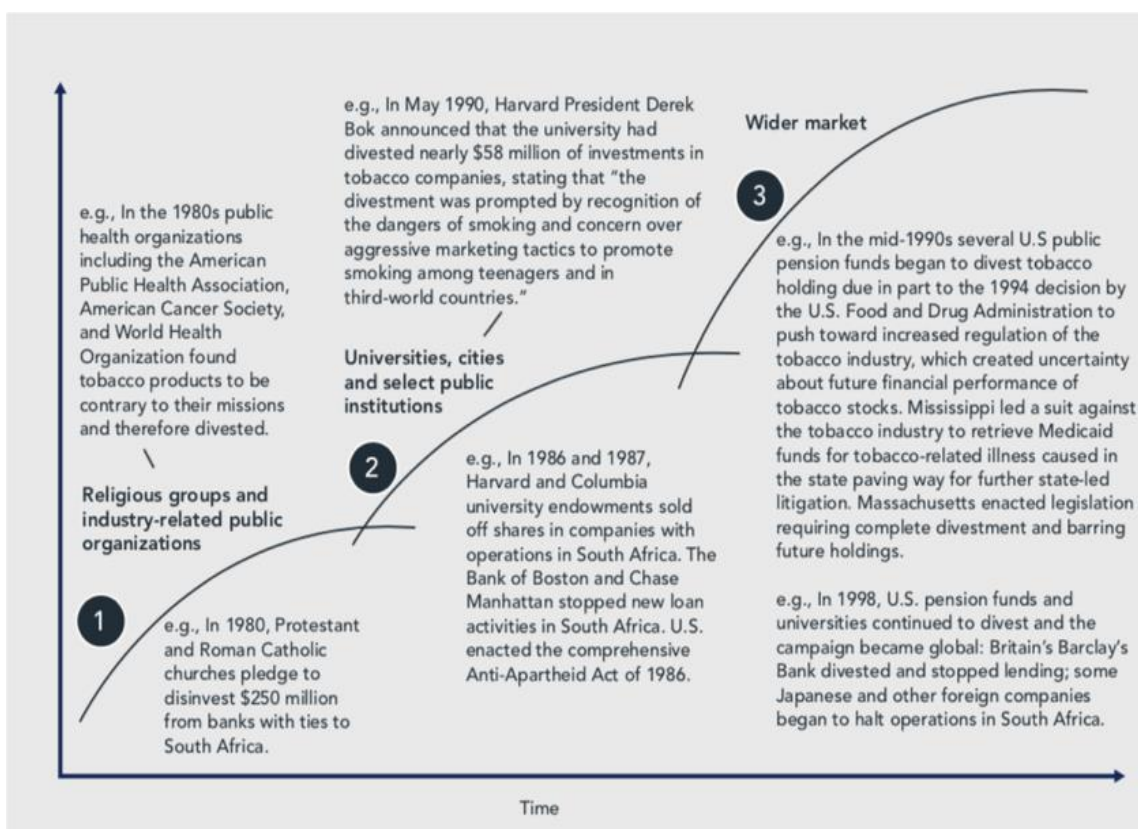 e.g., In the 1980s public
health organizations
including the American
Public Health Association,
American Cancer Society,
and World Health
Organization found
tobacco products to be
contrary to their missions
and therefore divested.
Religious groups and
industry-related public
organizations
1
e.g., In 1980, Protestant
and Roman Catholic
churches pledge to
disinvest $250 million
from banks with ties to
South Africa.
e.g., In May 1990, Harvard President Derek
Bok announced that the university had
divested nearly $58 million of investments in
tobacco companies, stating that “the
divestment was prompted by recognition of
the dangers of smoking and concern over
aggressive marketing tactics to promote
smoking among teenagers and in
third-world countries.”
Universities, cities
and select public
institutions
2
e.g., In 1986 and 1987,
Harvard and Columbia
university endowments sold
off shares in companies with
operations in South Africa. The
Bank of Boston and Chase
Manhattan stopped new loan
activities in South Africa. U.S.
enacted the comprehensive
Anti-Apartheid Act of 1986.
Wider market
3
e.g., In the mid-1990s several U.S public
pension funds began to divest tobacco
holding due in part to the 1994 decision by
the U.S. Food and Drug Administration to
push toward increased regulation of the
tobacco industry, which created uncertainty
about future financial performance of
tobacco stocks. Mississippi led a suit against
the tobacco industry to retrieve Medicaid
funds for tobacco-related illness caused in
the state paving way for further state-led
litigation. Massachusetts enacted legislation
requiring complete divestment and barring
future holdings.
e.g., In 1998, U.S. pension funds and
universities continued to divest and the
campaign became global: Britain’s Barclay’s
Bank divested and stopped lending; some
Japanese and other foreign companies
began to halt operations in South Africa.
Time